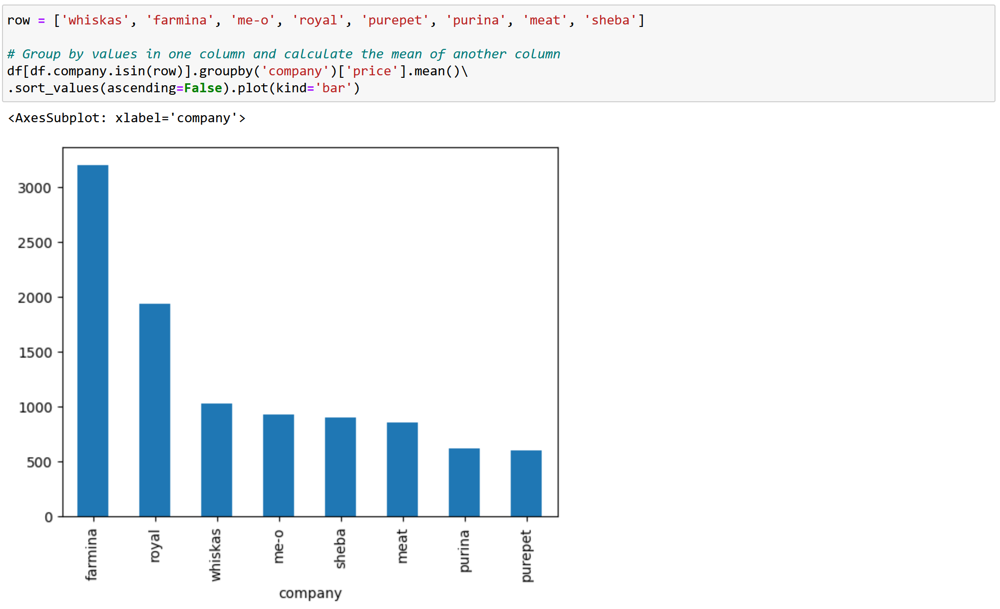 row = ['whiskas', 'farmina', 'me-o', 'royal', 'purepet', 'purina', 'meat', 'sheba']
# Group by values in one column and calculate the mean of another column
df[df.company.isin(row)].groupby('company')['price'].mean()\
.sort_values(ascending=False).plot(kind='bar')
<AxesSubplot: xlabel='company'>
3000
2500
2000
1500
1000
500
0
farmina
royal
whiskas
me-o
sheba
meat
purina
purepet
company